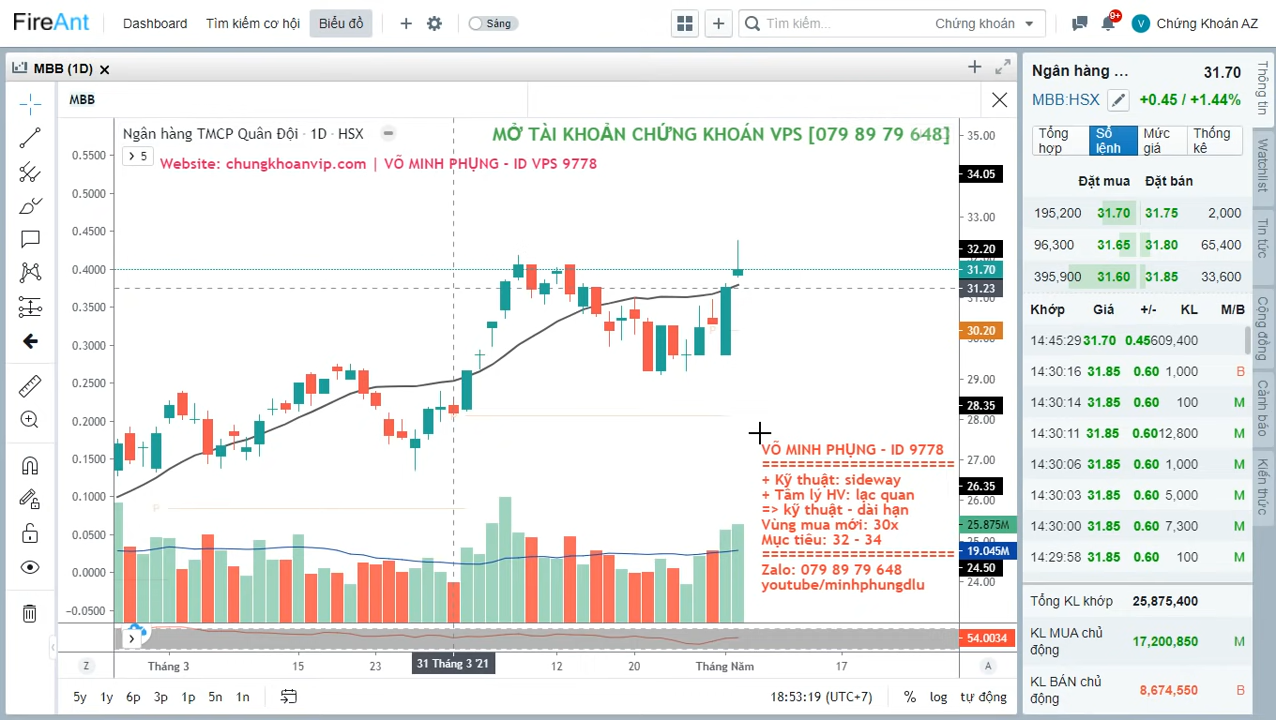 FireAnt
Dashboard
Tìm kiếm cơ hội
Biểu đồ
Sáng
Tìm kiếm...
Chứng khoán
9+
V
Chứng Khoán AZ
MBB (1D)
MBB
Ngân hàng TMCP Quân Đội · 1D · HSX
MỞ TÀI KHOẢN CHỨNG KHOÁN VPS [079 89 79 648]
5
Website: chungkhoanvip.com | VÕ MINH PHỤNG - ID VPS 9778
0.5500
0.5000
0.4500
0.4000
0.3500
0.3000
0.2500
0.2000
0.1500
0.1000
0.0500
0.0000
-0.0500
35.00
34.05
33.00
32.20
31.70
31.23
31.00
30.20
29.00
28.35
28.00
27.00
26.35
26.00
25.875M
19.045M
24.50
24.00
54.0034
P
VÕ MINH PHỤNG - ID 9778
==========================
+ Kỹ thuật: sideway
+ Tâm lý HV: lạc quan
=> kỹ thuật - dài hạn
Vùng mua mới: 30x
Mục tiêu: 32 - 34
==========================
Zalo: 079 89 79 648
youtube/minhphungdlu
Z
Tháng 3
15
23
31 Tháng 3 '21
12
20
Tháng Năm
17
A
5y
1y
6p
3p
1p
5n
1n
18:53:19 (UTC+7)
%
log
tự động
Ngân hàng ...
31.70
MBB:HSX
+0.45 / +1.44%
Tổng hợp
Sổ lệnh
Mức giá
Thống kê
Đặt mua
Đặt bán
195,200 31.70 31.75 2,000
96,300 31.65 31.80 65,400
395,900 31.60 31.85 33,600
Khớp Giá +/- KL M/B
14:45:29 31.70 0.45 609,400
14:30:16 31.85 0.60 1,000 B
14:30:14 31.85 0.60 100 M
14:30:11 31.85 0.60 12,800 M
14:30:06 31.85 0.60 1,000 M
14:30:03 31.85 0.60 5,000 M
14:30:00 31.85 0.60 7,300 M
14:29:58 31.85 0.60 100 M
Tổng KL khớp 25,875,400
KL MUA chủ động 17,200,850 M
KL BÁN chủ động 8,674,550 B
Thông tin
Watchlist
Tin tức
Cộng đồng
Cảnh báo
Kiến thức